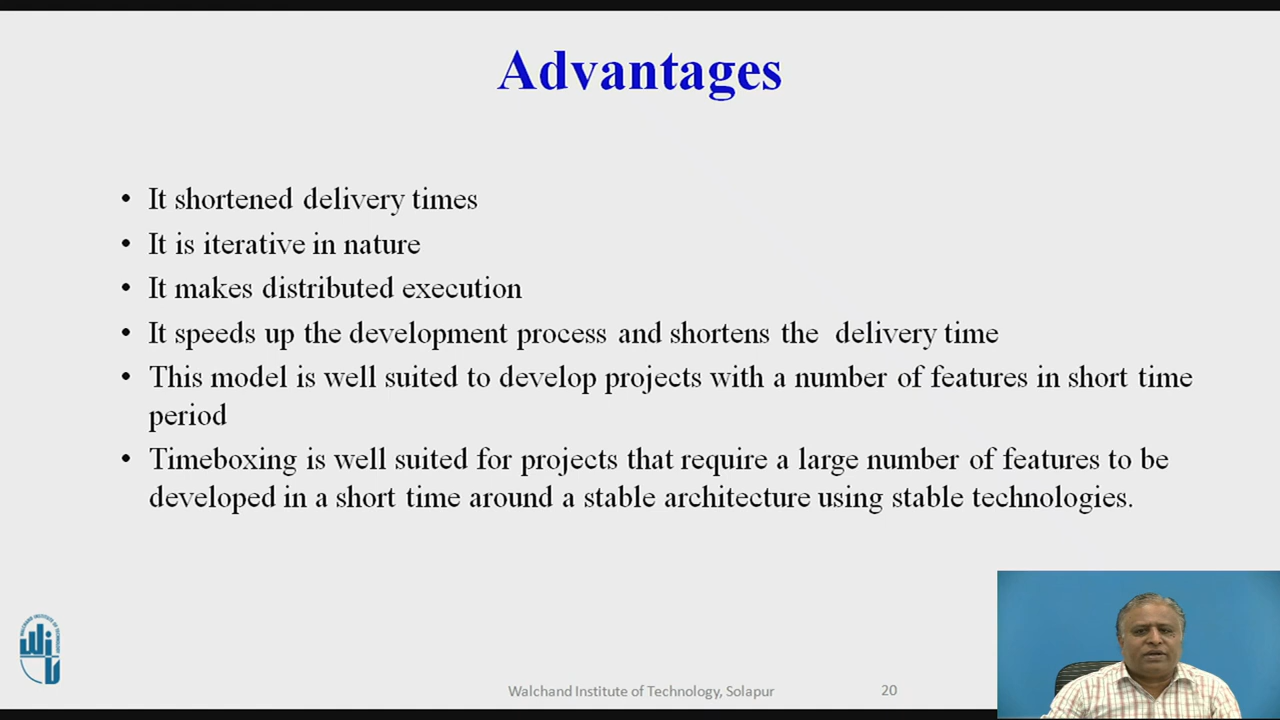 Advantages
• It shortened delivery times
• It is iterative in nature
• It makes distributed execution
• It speeds up the development process and shortens the delivery time
• This model is well suited to develop projects with a number of features in short time
period
• Timeboxing is well suited for projects that require a large number of features to be
developed in a short time around a stable architecture using stable technologies.
Walchand Institute of Technology, Solapur
20